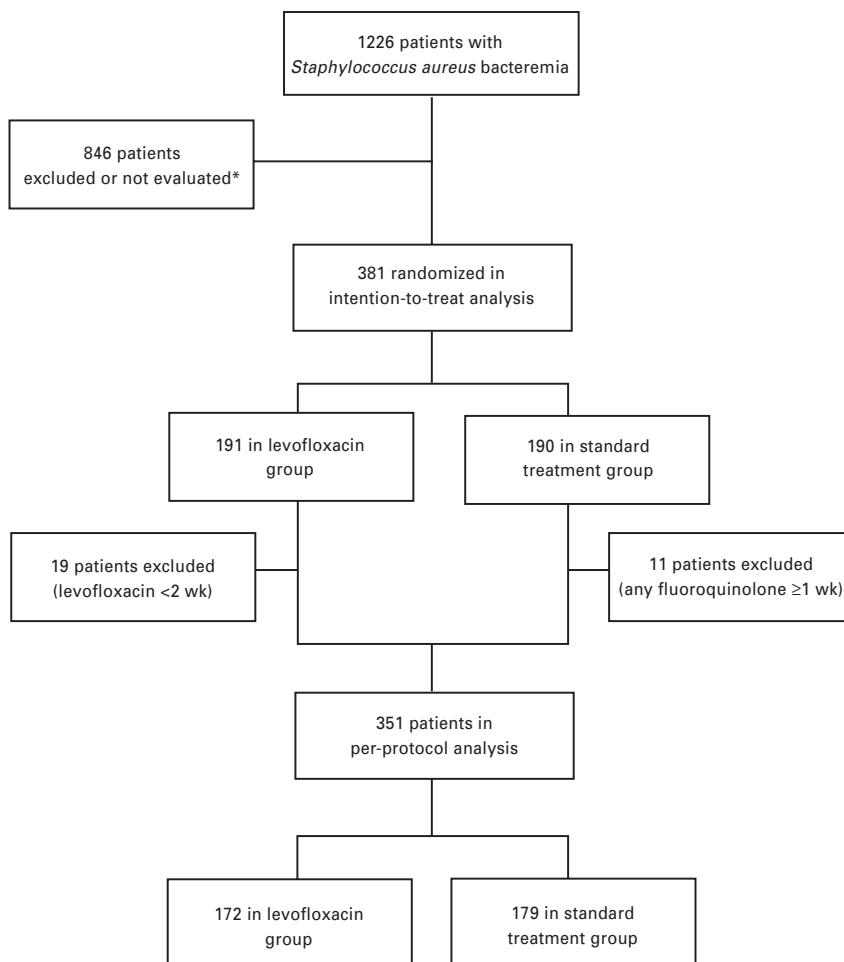 1226 patients with
Staphylococcus aureus bacteremia
846 patients
excluded or not evaluated*
381 randomized in
intention-to-treat analysis
191 in levofloxacin
group
190 in standard
treatment group
19 patients excluded
(levofloxacin <2 wk)
11 patients excluded
(any fluoroquinolone ≥1 wk)
351 patients in
per-protocol analysis
172 in levofloxacin
group
179 in standard
treatment group